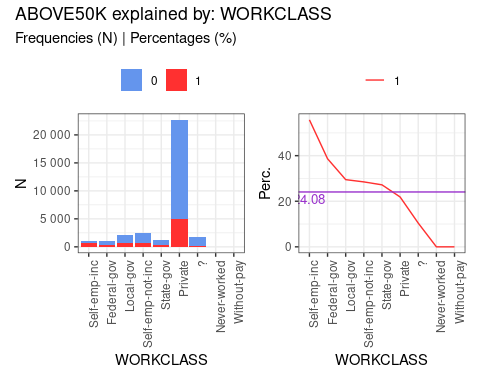 ABOVE50K explained by: WORKCLASS
Frequencies (N) | Percentages (%)
0 1
1
N
20 000
15 000
10 000
5 000
0
Self-emp-inc
Federal-gov
Local-gov
Self-emp-not-inc
State-gov
Private
?
Never-worked
Without-pay
WORKCLASS
Perc.
40
20
0
4.08
Self-emp-inc
Federal-gov
Local-gov
Self-emp-not-inc
State-gov
Private
?
Never-worked
Without-pay
WORKCLASS